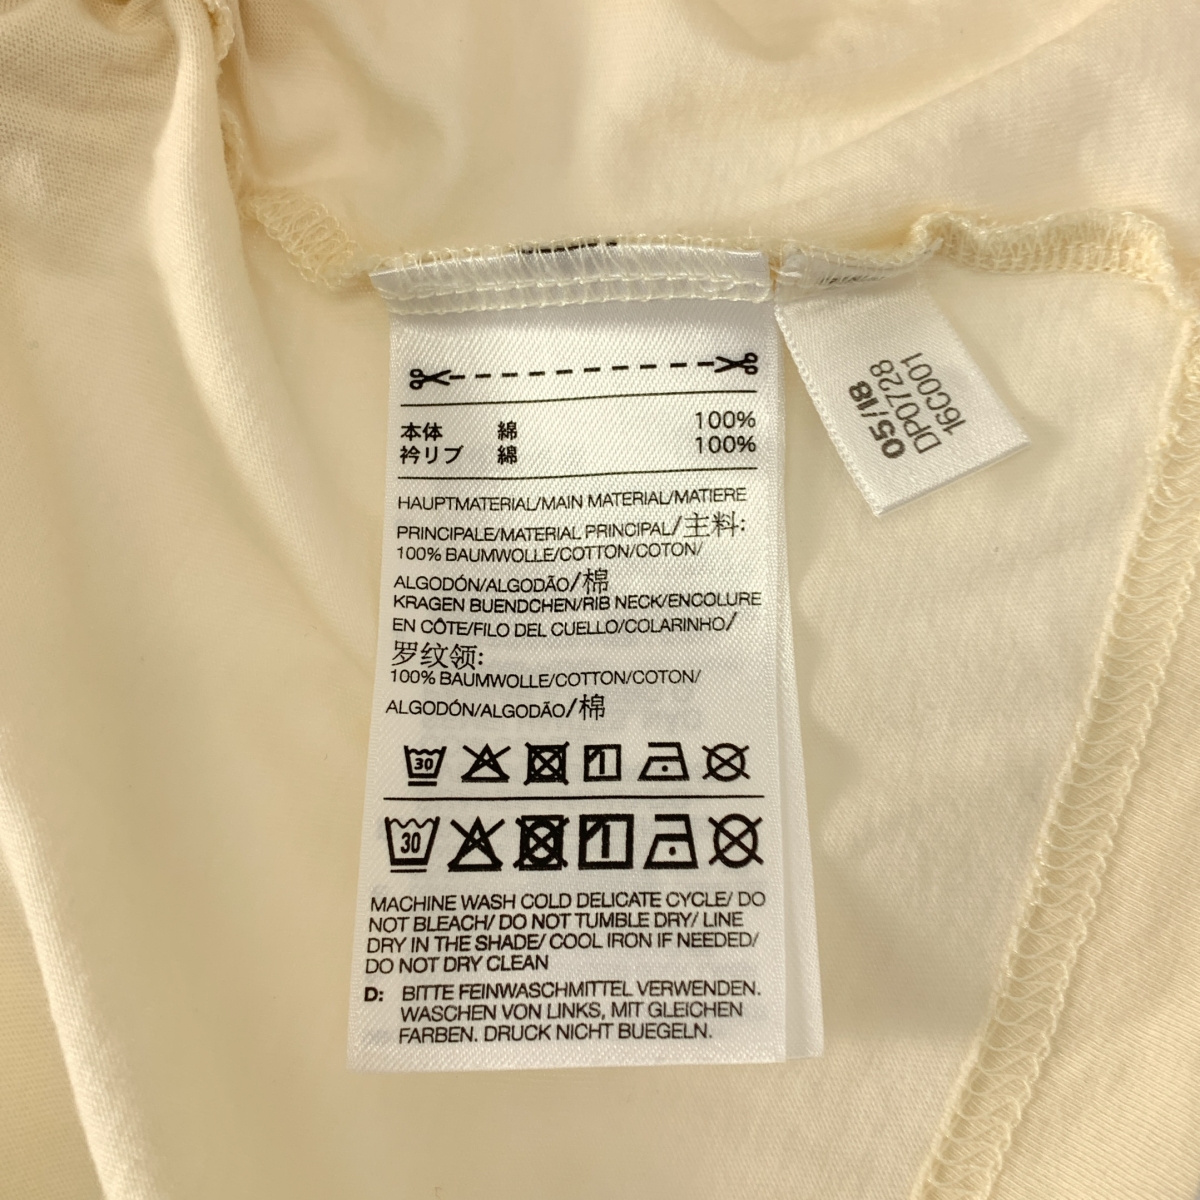 本体 綿 100%
衿リブ 綿 100%
HAUPTMATERIAL/MAIN MATERIAL/MATIERE
PRINCIPALE/MATERIAL PRINCIPAL/主料:
100% BAUMWOLLE/COTTON/COTON/
ALGODÓN/ALGODÃO/棉
KRAGEN BUENDCHEN/RIB NECK/ENCOLURE
EN CÔTE/FILO DEL CUELLO/COLARINHO/
罗纹领:
100% BAUMWOLLE/COTTON/COTON/
ALGODÓN/ALGODÃO/棉
30
30
MACHINE WASH COLD DELICATE CYCLE/ DO
NOT BLEACH/ DO NOT TUMBLE DRY/ LINE
DRY IN THE SHADE/ COOL IRON IF NEEDED/
DO NOT DRY CLEAN
D: BITTE FEINWASCHMITTEL VERWENDEN.
WASCHEN VON LINKS, MIT GLEICHEN
FARBEN. DRUCK NICHT BUEGELN.
05/18
DP0728
16C001